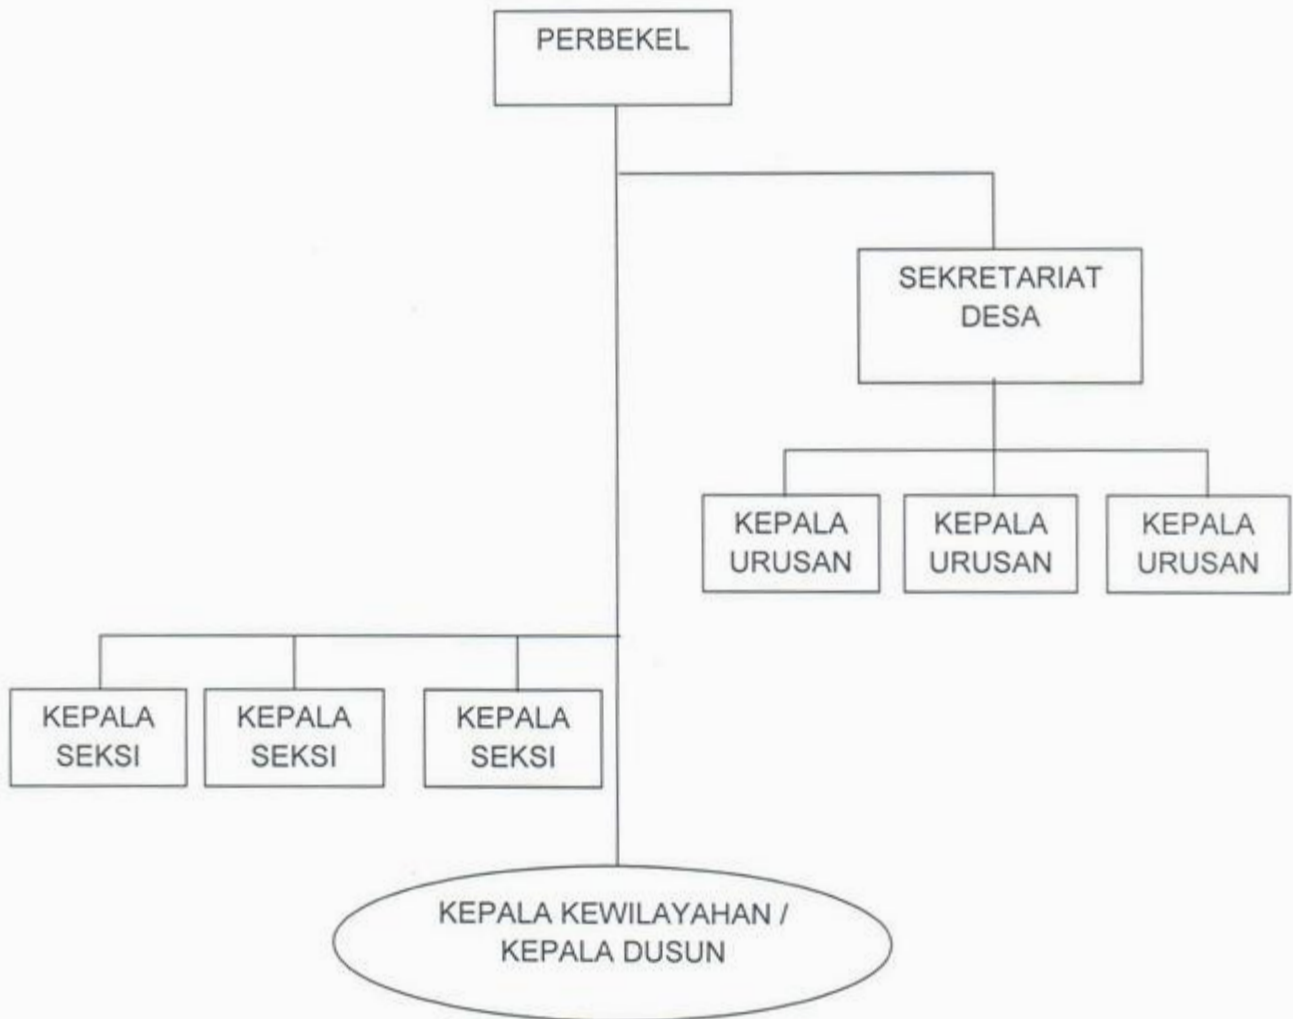 PERBEKEL
SEKRETARIAT
DESA
KEPALA
URUSAN
KEPALA
URUSAN
KEPALA
URUSAN
KEPALA
SEKSI
KEPALA
SEKSI
KEPALA
SEKSI
KEPALA KEWILAYAHAN /
KEPALA DUSUN